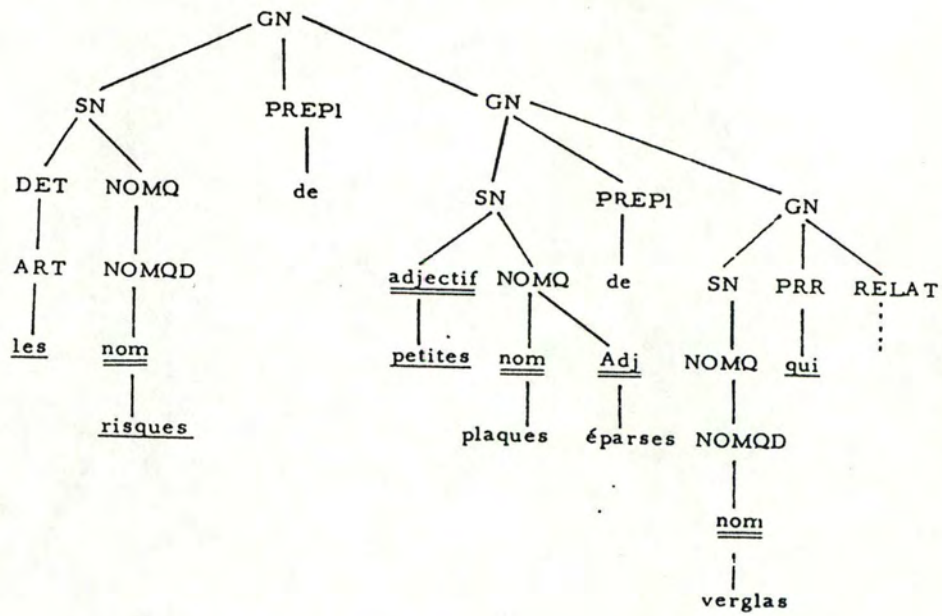 GN
SN PREP1 GN
DET NOMQ de SN PREP1 GN
ART NOMQD adjectif NOMQ de SN PRR RELAT
les nom petites nom Adj NOMQ qui
risques plaques éparses NOMQD
nom
verglas